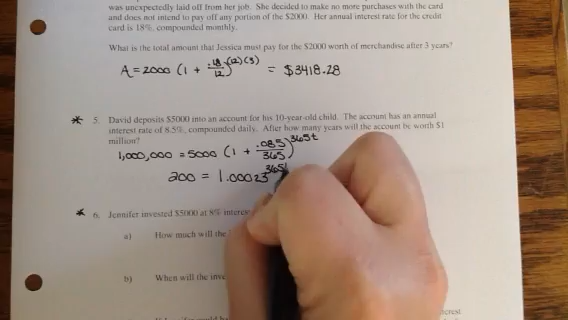 was unexpectedly laid off from her job. She decided to make no more purchases with the card
and does not intend to pay off any portion of the $2000. Her annual interest rate for the credit
card is 18%, compounded monthly.
What is the total amount that Jessica must pay for the $2000 worth of merchandise after 3 years?
A = 2000 (1 + .18/12)^(12)(3) = $3418.28
* 5. David deposits $5000 into an account for his 10-year-old child. The account has an annual
interest rate of 8.5%, compounded daily. After how many years will the account be worth $1
million?
1,000,000 = 5000 (1 + .085/365)^365t
200 = 1.00023^365t
* 6. Jennifer invested $5000 at 8% interest
a) How much will the
b) When will the